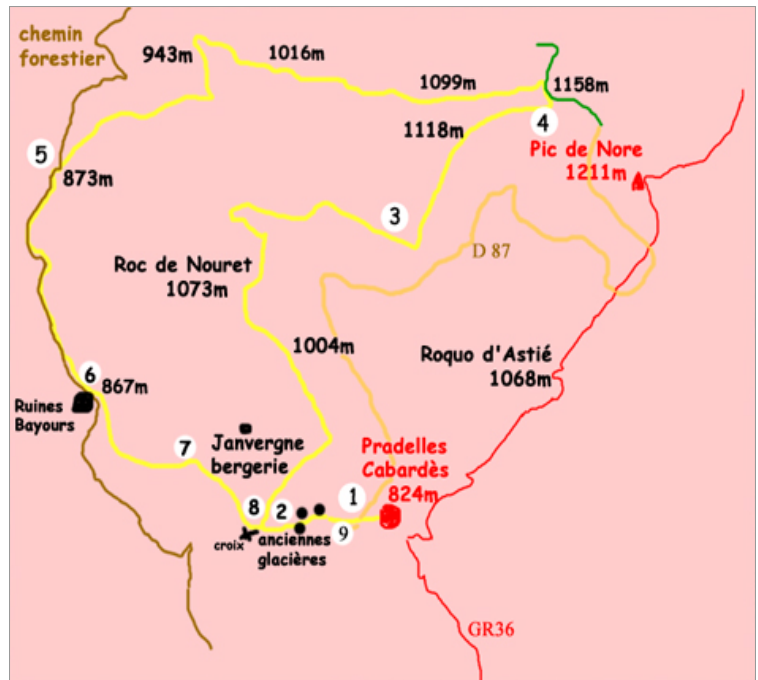 chemin
forestier
943m
1016m
1099m
1158m
4
1118m
Pic de Nore
1211m
5
873m
3
D 87
Roc de Nouret
1073m
1004m
Roquo d'Astié
1068m
6
867m
Ruines
Bayours
7
Janvergne
bergerie
Pradelles
Cabardès
824m
8
2
1
9
croix
anciennes
glacières
GR36